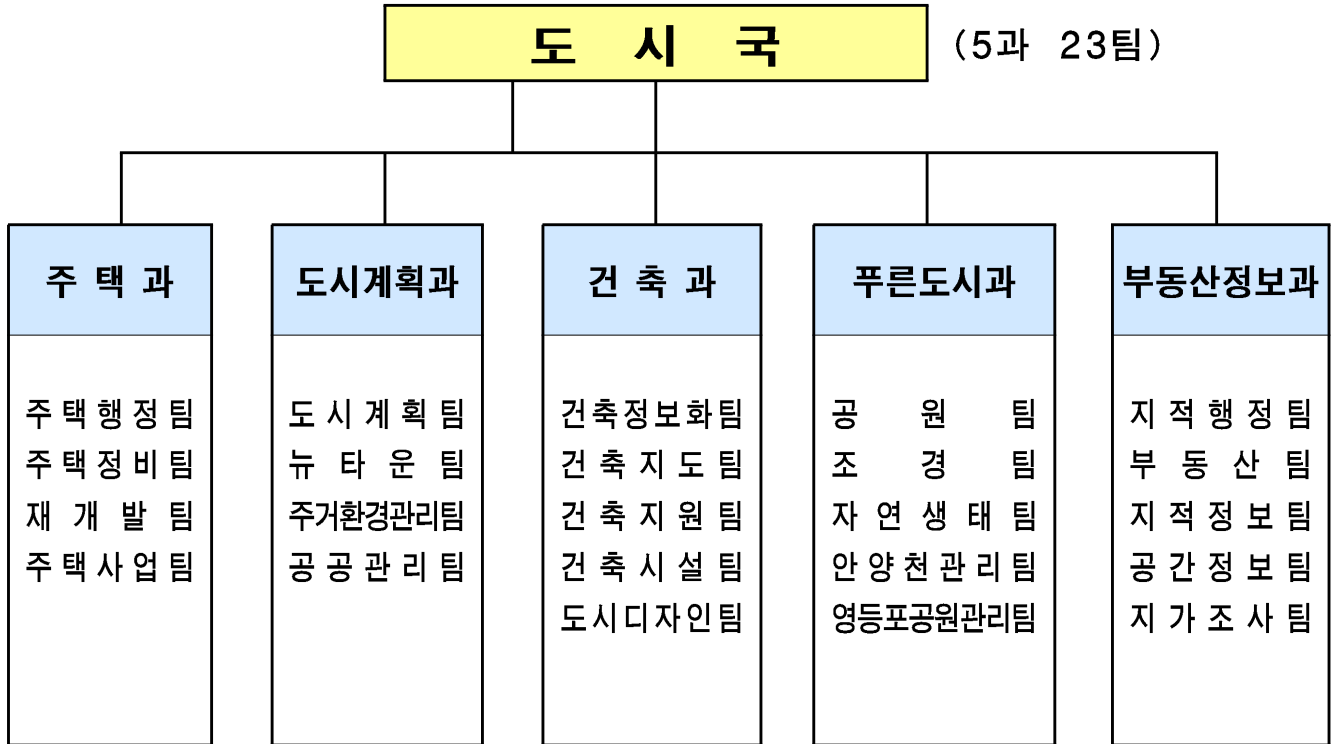 도 시 국
(5과 23팀)
주 택 과
주택행정팀
주택정비팀
재개발팀
주택사업팀
도시계획과
도시계획팀
뉴타운팀
주거환경관리팀
공공관리팀
건 축 과
건축정보화팀
건축지도팀
건축지원팀
건축시설팀
도시디자인팀
푸른도시과
공원팀
조경팀
자연생태팀
안양천관리팀
영등포공원관리팀
부동산정보과
지적행정팀
부동산팀
지적정보팀
공간정보팀
지가조사팀